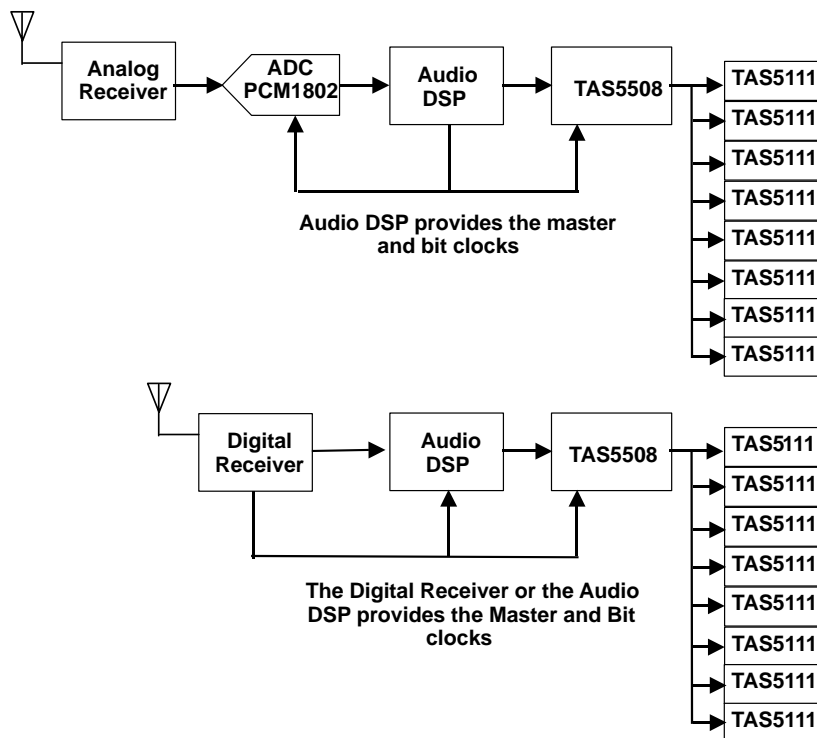 Analog
Receiver
ADC
PCM1802
Audio
DSP
TAS5508
TAS5111
TAS5111
TAS5111
TAS5111
TAS5111
TAS5111
TAS5111
TAS5111
Audio DSP provides the master
and bit clocks
Digital
Receiver
Audio
DSP
TAS5508
TAS5111
TAS5111
TAS5111
TAS5111
TAS5111
TAS5111
TAS5111
TAS5111
The Digital Receiver or the Audio
DSP provides the Master and Bit
clocks